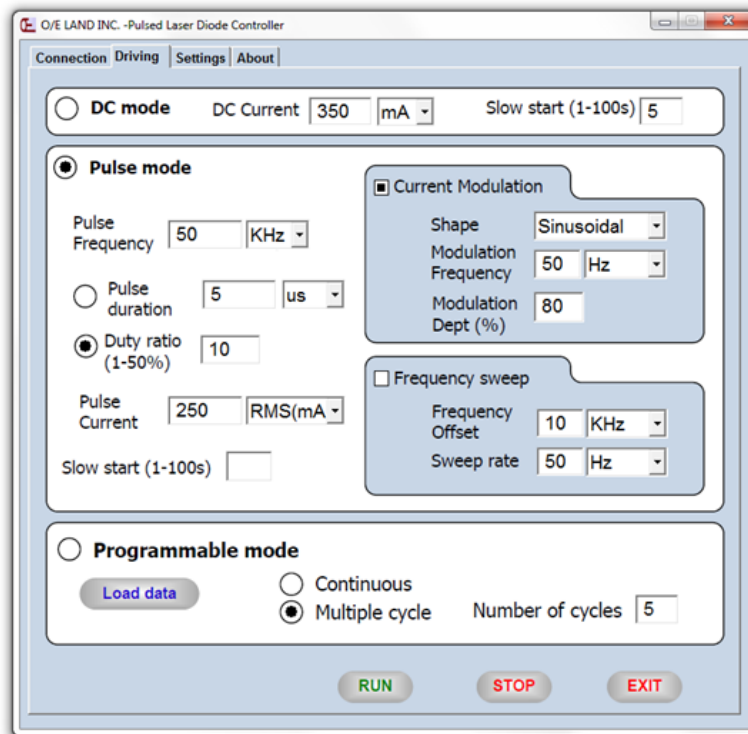 O/E LAND INC. -Pulsed Laser Diode Controller
Connection Driving Settings About
DC mode DC Current 350 mA Slow start (1-100s) 5
Pulse mode
Pulse
Frequency 50 KHz
Pulse
duration 5 us
Duty ratio
(1-50%) 10
Pulse
Current 250 RMS(mA
Slow start (1-100s)
Current Modulation
Shape Sinusoidal
Modulation
Frequency 50 Hz
Modulation
Dept (%) 80
Frequency sweep
Frequency
Offset 10 KHz
Sweep rate 50 Hz
Programmable mode
Load data
Continuous
Multiple cycle Number of cycles 5
RUN STOP EXIT